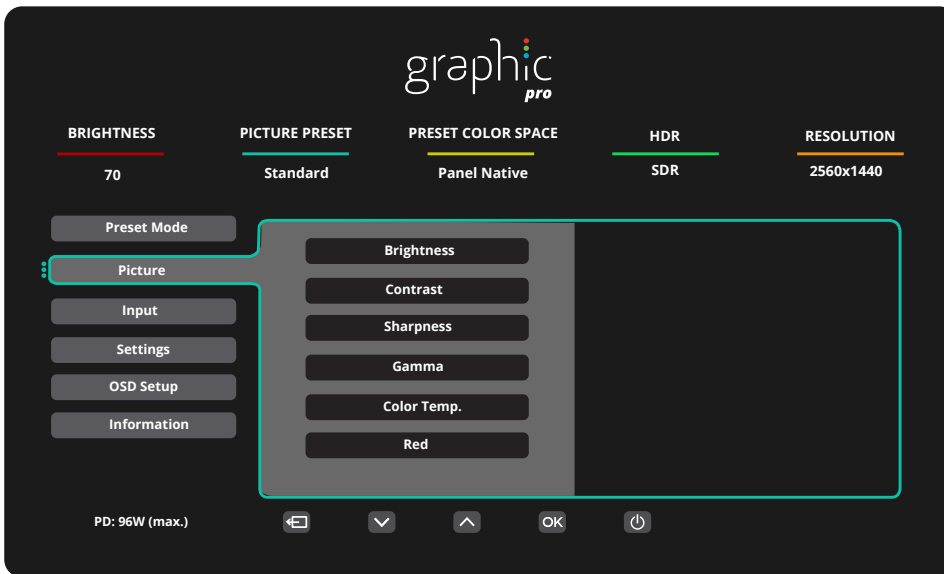 graphic
pro
BRIGHTNESS PICTURE PRESET PRESET COLOR SPACE HDR RESOLUTION
70 Standard Panel Native SDR 2560x1440
Preset Mode
Picture
Input
Settings
OSD Setup
Information
Brightness
Contrast
Sharpness
Gamma
Color Temp.
Red
PD: 96W (max.)
OK